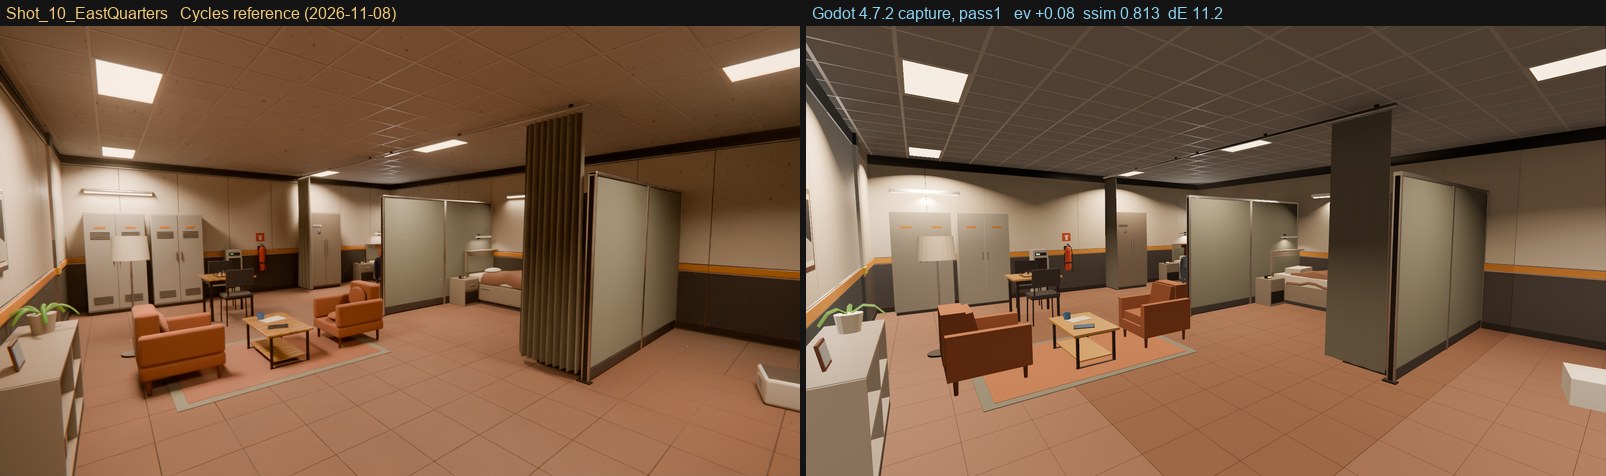 Shot_10_EastQuarters Cycles reference (2026-11-08)
Godot 4.7.2 capture, pass1 ev +0.08 ssim 0.813 dE 11.2